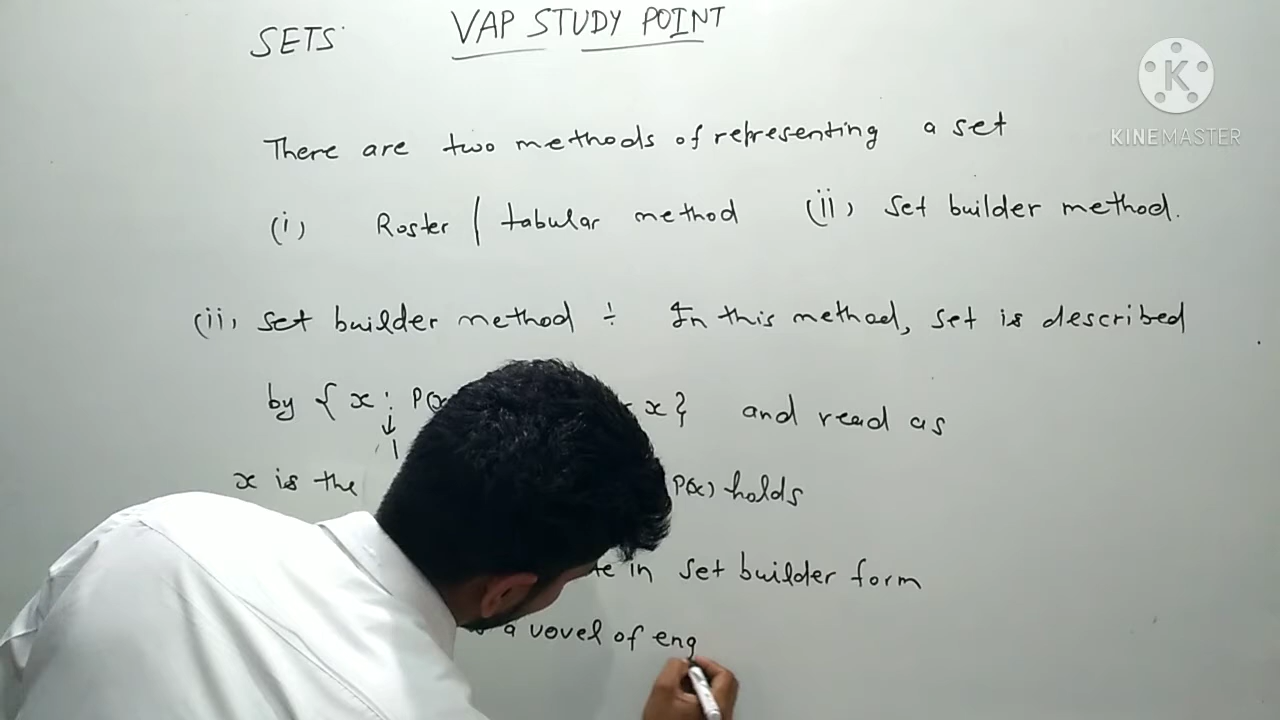 SETS VAP STUDY POINT
KINEMASTER
There are two methods of representing a set
(i) Roster / tabular method (ii) Set builder method.
(ii) Set builder method ÷ In this method, set is described
by { x : P(x x } and read as
x is the P(x) holds
in set builder form
a vovel of eng